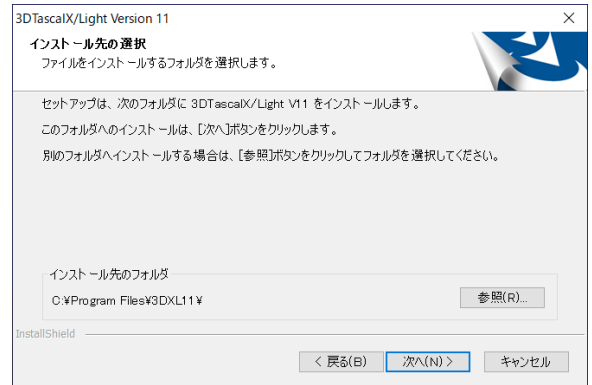 3DTascalX/Light Version 11
インストール先の選択
ファイルをインストールするフォルダを選択します。
セットアップは、次のフォルダに 3DTascalX/Light V11 をインストールします。
このフォルダへのインストールは、[次へ]ボタンをクリックします。
別のフォルダへインストールする場合は、[参照]ボタンをクリックしてフォルダを選択してください。
インストール先のフォルダ
C:¥Program Files¥3DXL11¥
参照(R)...
InstallShield
< 戻る(B)
次へ(N) >
キャンセル